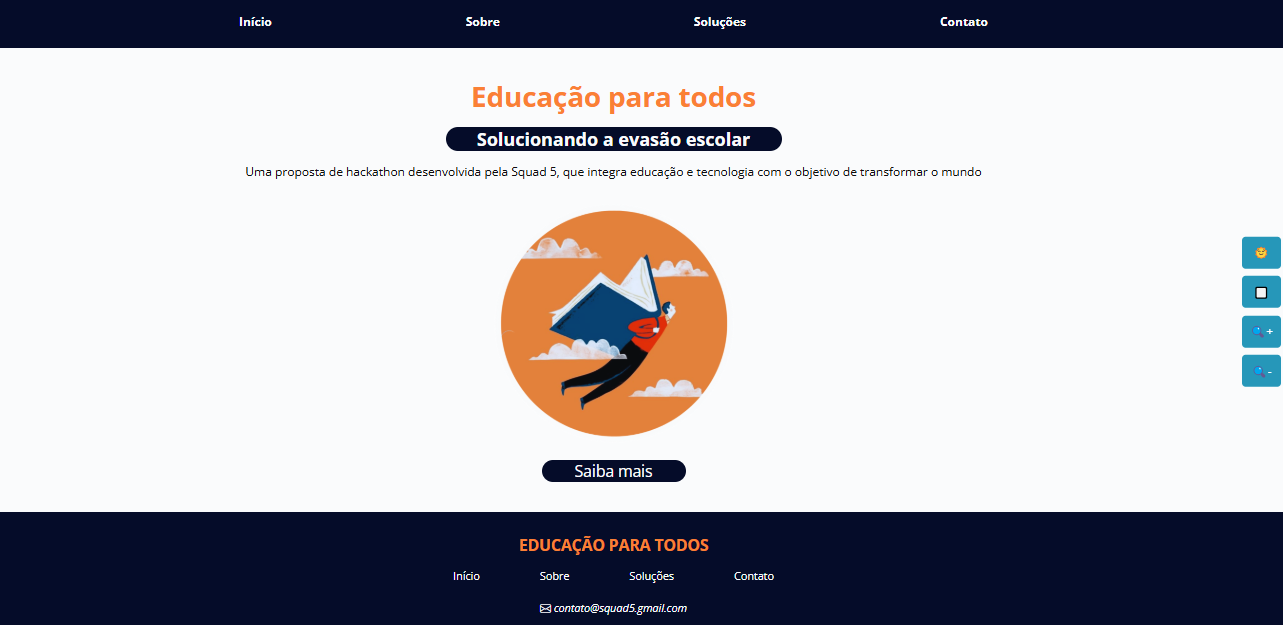 Início Sobre Soluções Contato
Educação para todos
Solucionando a evasão escolar
Uma proposta de hackathon desenvolvida pela Squad 5, que integra educação e tecnologia com o objetivo de transformar o mundo
+
-
Saiba mais
EDUCAÇÃO PARA TODOS
Início Sobre Soluções Contato
contato@squad5.gmail.com